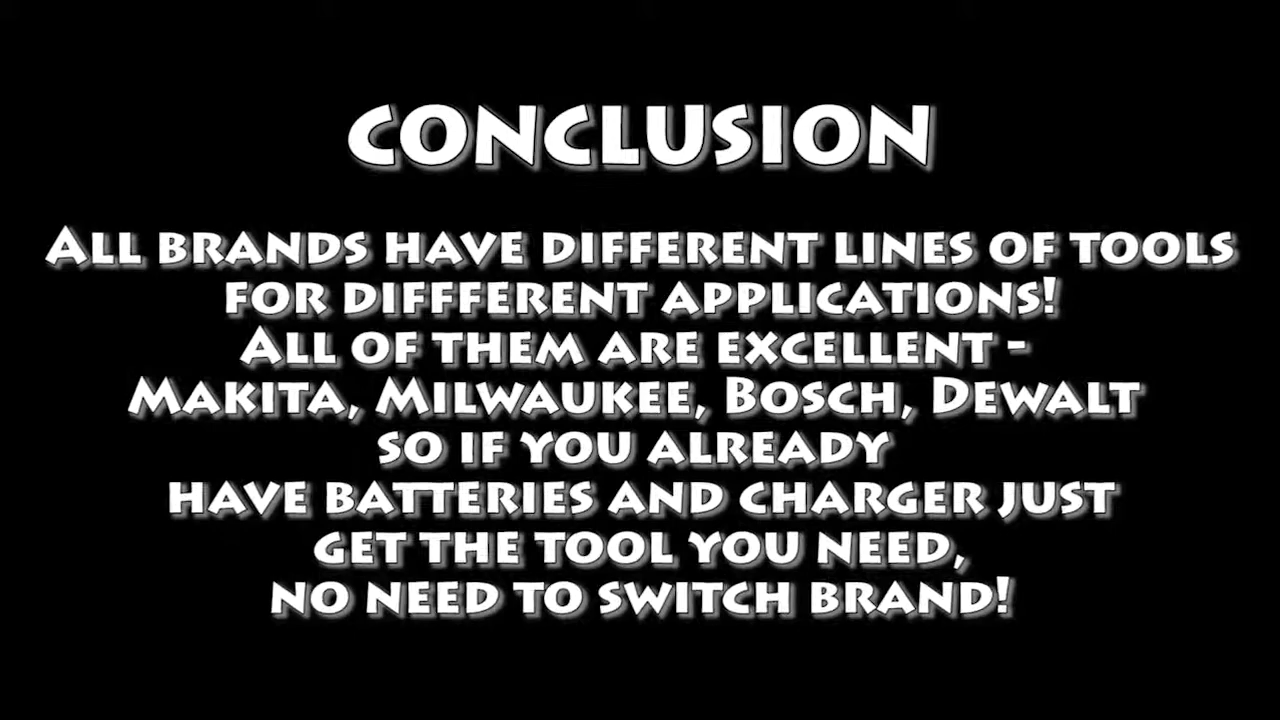 CONCLUSION
ALL BRANDS HAVE DIFFERENT LINES OF TOOLS
FOR DIFFFERENT APPLICATIONS!
ALL OF THEM ARE EXCELLENT -
MAKITA, MILWAUKEE, BOSCH, DEWALT
SO IF YOU ALREADY
HAVE BATTERIES AND CHARGER JUST
GET THE TOOL YOU NEED,
NO NEED TO SWITCH BRAND!